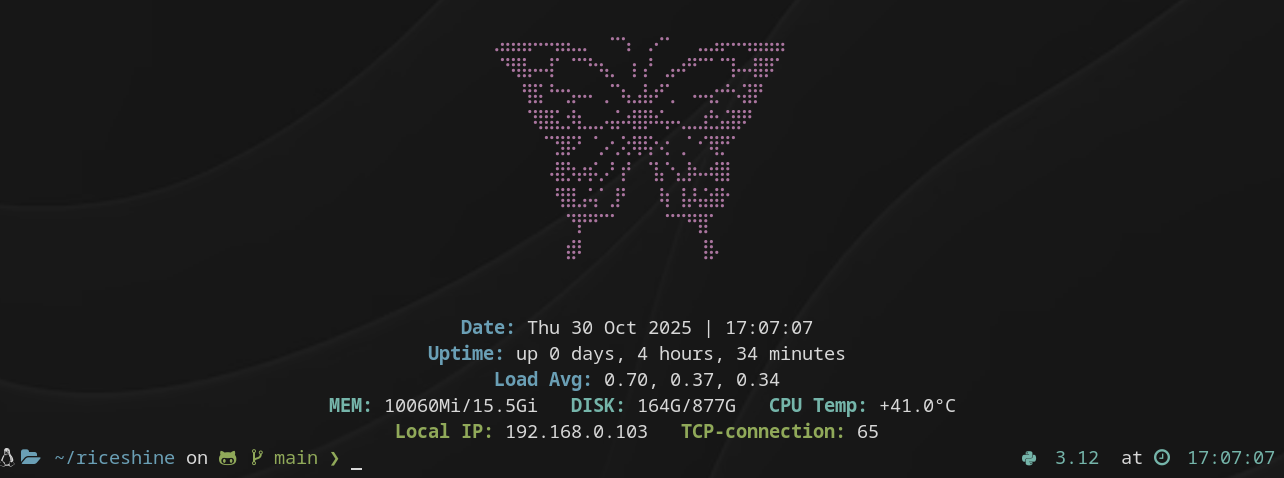 Date: Thu 30 Oct 2025 | 17:07:07
Uptime: up 0 days, 4 hours, 34 minutes
Load Avg: 0.70, 0.37, 0.34
MEM: 10060Mi/15.5Gi   DISK: 164G/877G   CPU Temp: +41.0°C
Local IP: 192.168.0.103   TCP-connection: 65
~/riceshine on main ❯ _ 3.12 at 17:07:07